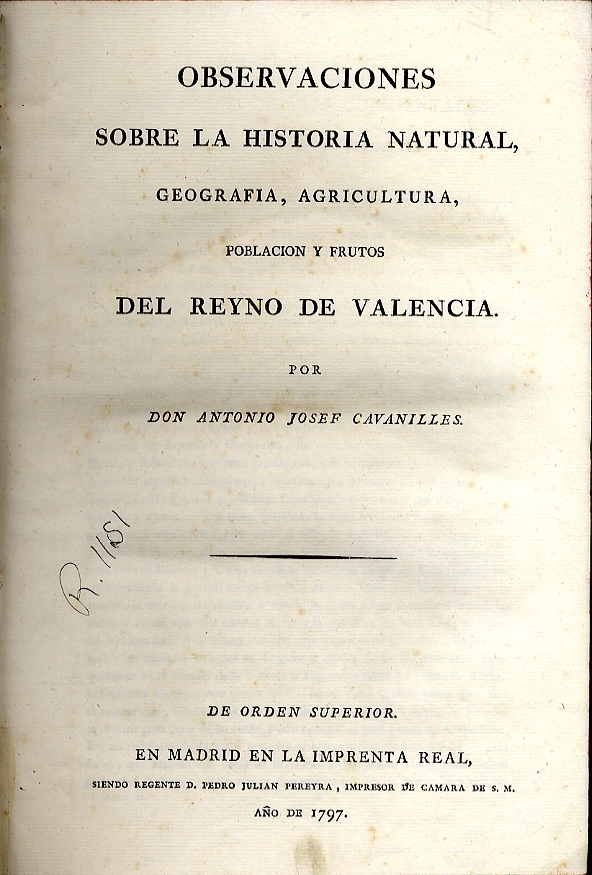 OBSERVACIONES
SOBRE LA HISTORIA NATURAL,
GEOGRAFIA, AGRICULTURA,
POBLACION Y FRUTOS
DEL REYNO DE VALENCIA.
POR
DON ANTONIO JOSEF CAVANILLES.
R. 1151
DE ORDEN SUPERIOR.
EN MADRID EN LA IMPRENTA REAL,
SIENDO REGENTE D. PEDRO JULIAN PEREYRA, IMPRESOR DE CAMARA DE S. M.
AÑO DE 1797.